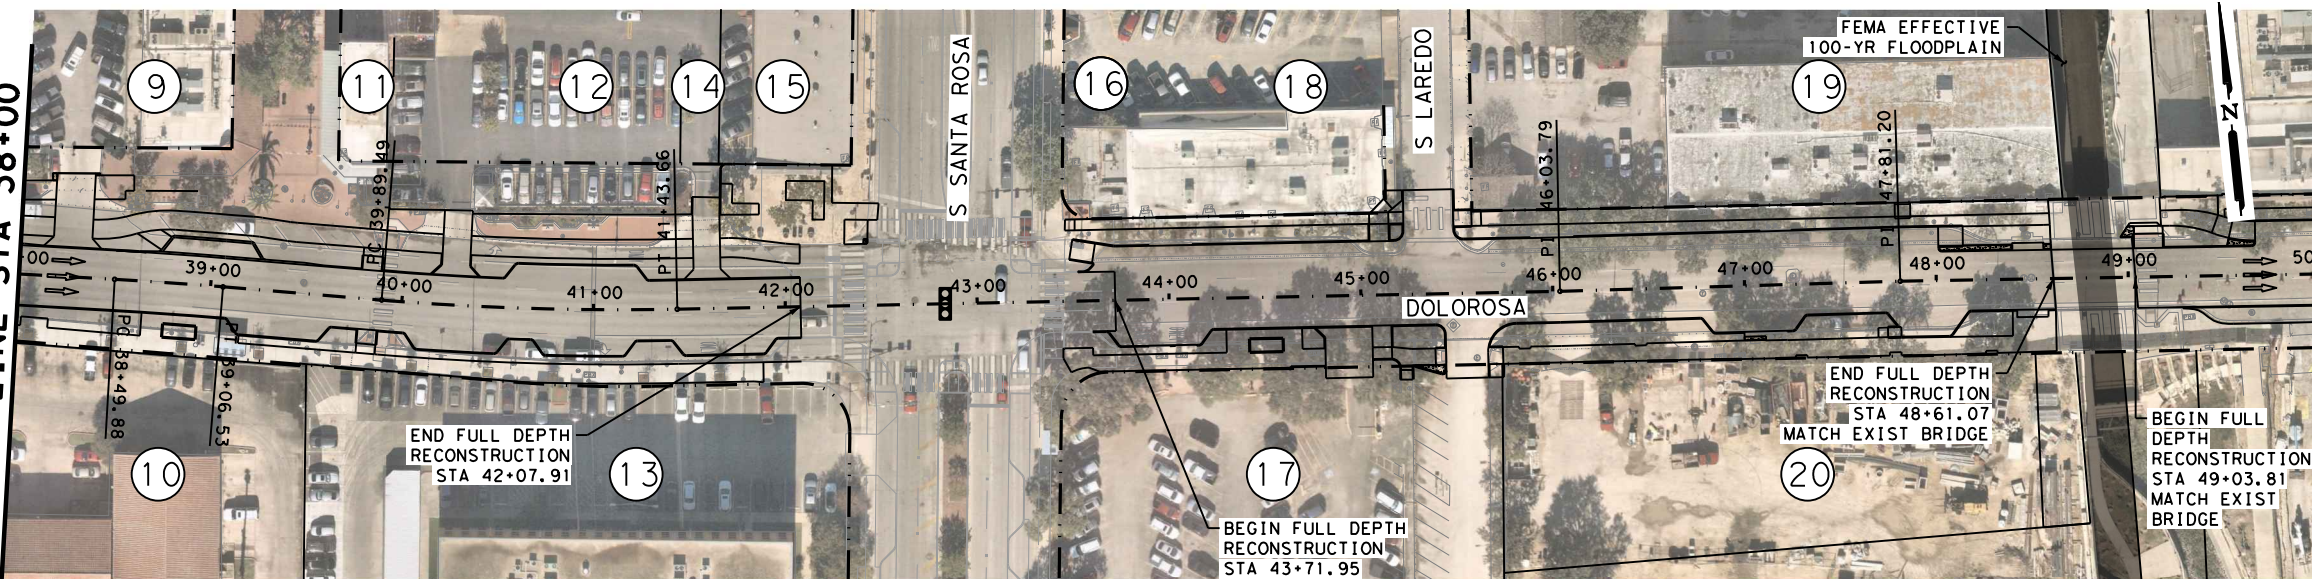 LINE STA 38+00
FEMA EFFECTIVE
100-YR FLOODPLAIN
N
9
11
12
14
15
16
18
19
S SANTA ROSA
S LAREDO
39+89.49
41+43.66
PI 46+03.79
47+81.20
00
39+00
40+00
41+00
42+00
43+00
44+00
45+00
46+00
47+00
48+00
49+00
50
PT
DOLOROSA
PC 38+49.88
39+06.53
END FULL DEPTH
RECONSTRUCTION
STA 42+07.91
BEGIN FULL DEPTH
RECONSTRUCTION
STA 43+71.95
END FULL DEPTH
RECONSTRUCTION
STA 48+61.07
MATCH EXIST BRIDGE
BEGIN FULL
DEPTH
RECONSTRUCTION
STA 49+03.81
MATCH EXIST
BRIDGE
10
13
17
20